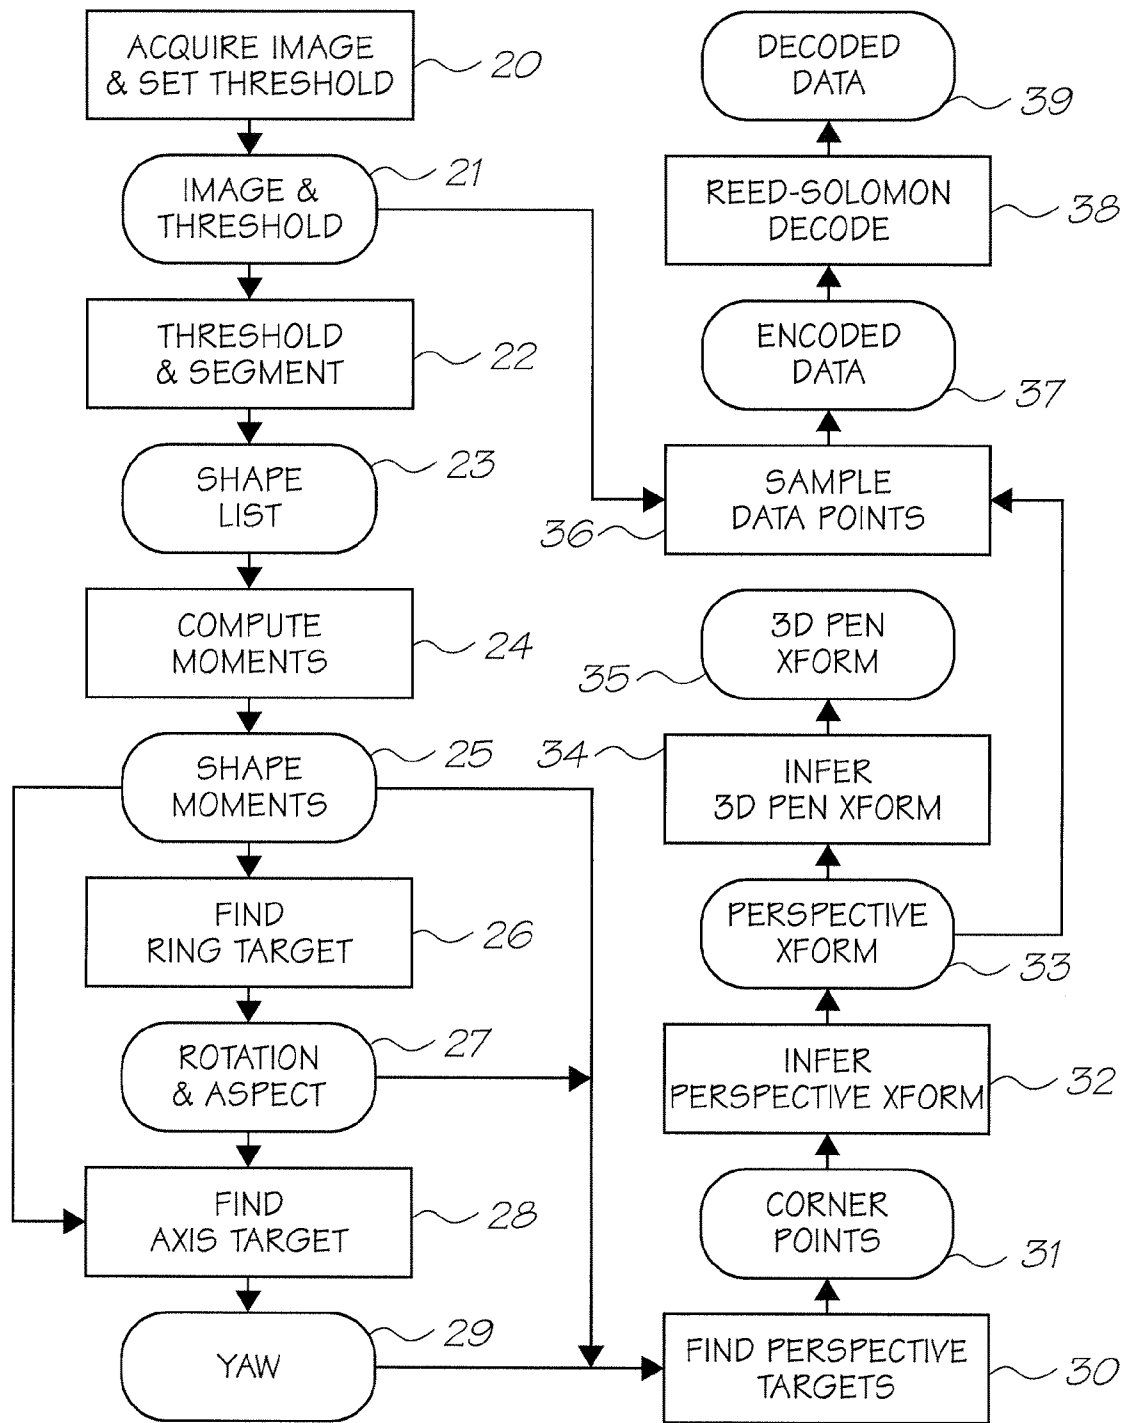 ACQUIRE IMAGE
& SET THRESHOLD
20
IMAGE &
THRESHOLD
21
THRESHOLD
& SEGMENT
22
SHAPE
LIST
23
COMPUTE
MOMENTS
24
SHAPE
MOMENTS
25
FIND
RING TARGET
26
ROTATION
& ASPECT
27
FIND
AXIS TARGET
28
YAW
29
DECODED
DATA
39
REED-SOLOMON
DECODE
38
ENCODED
DATA
37
SAMPLE
DATA POINTS
36
3D PEN
XFORM
35
34
INFER
3D PEN XFORM
PERSPECTIVE
XFORM
33
INFER
PERSPECTIVE XFORM
32
CORNER
POINTS
31
FIND PERSPECTIVE
TARGETS
30